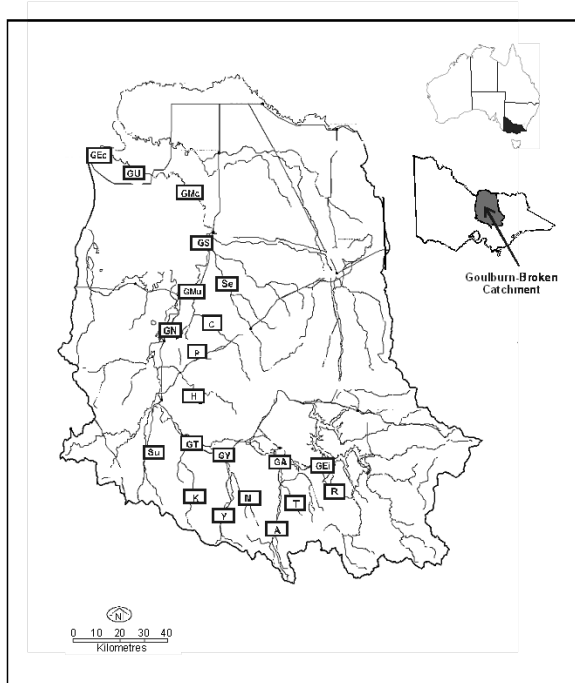 GEc
GU
GMc
GS
Se
GMu
C
GN
P
H
GT
Su
GY
GA
GEi
R
K
M
T
Y
A
Goulburn-Broken
Catchment
N
0 10 20 30 40
Kilometres